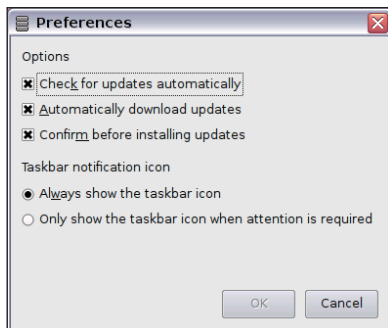 Preferences
Options
Check for updates automatically
Automatically download updates
Confirm before installing updates
Taskbar notification icon
Always show the taskbar icon
Only show the taskbar icon when attention is required
OK Cancel